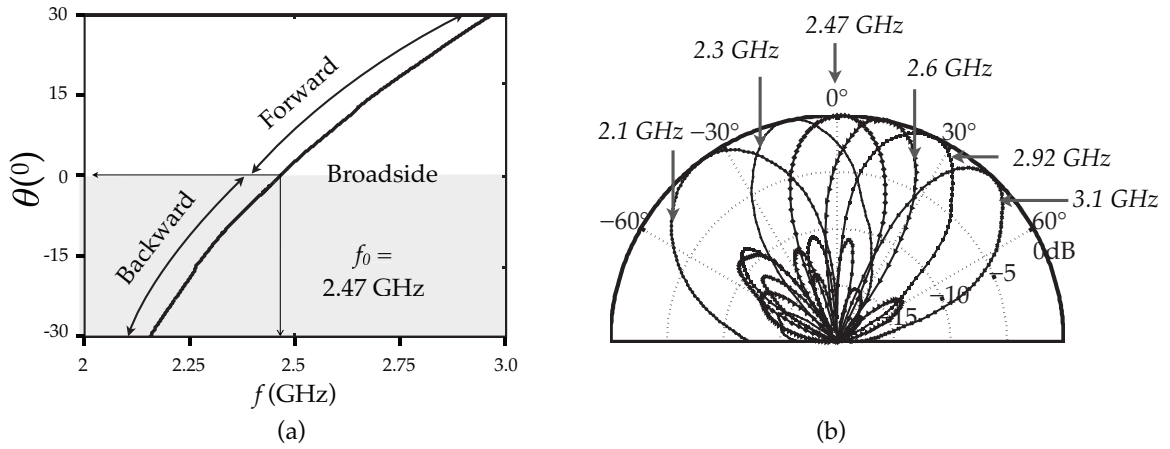 30
15
0
-15
-30
θ(⁰)
Forward
Backward
Broadside
f₀ =
2.47 GHz
2
2.25
2.5
2.75
3.0
f (GHz)
(a)
2.47 GHz
2.3 GHz
2.6 GHz
0°
2.1 GHz
−30°
30°
2.92 GHz
3.1 GHz
−60°
60°
0dB
−5
−10
−15
(b)